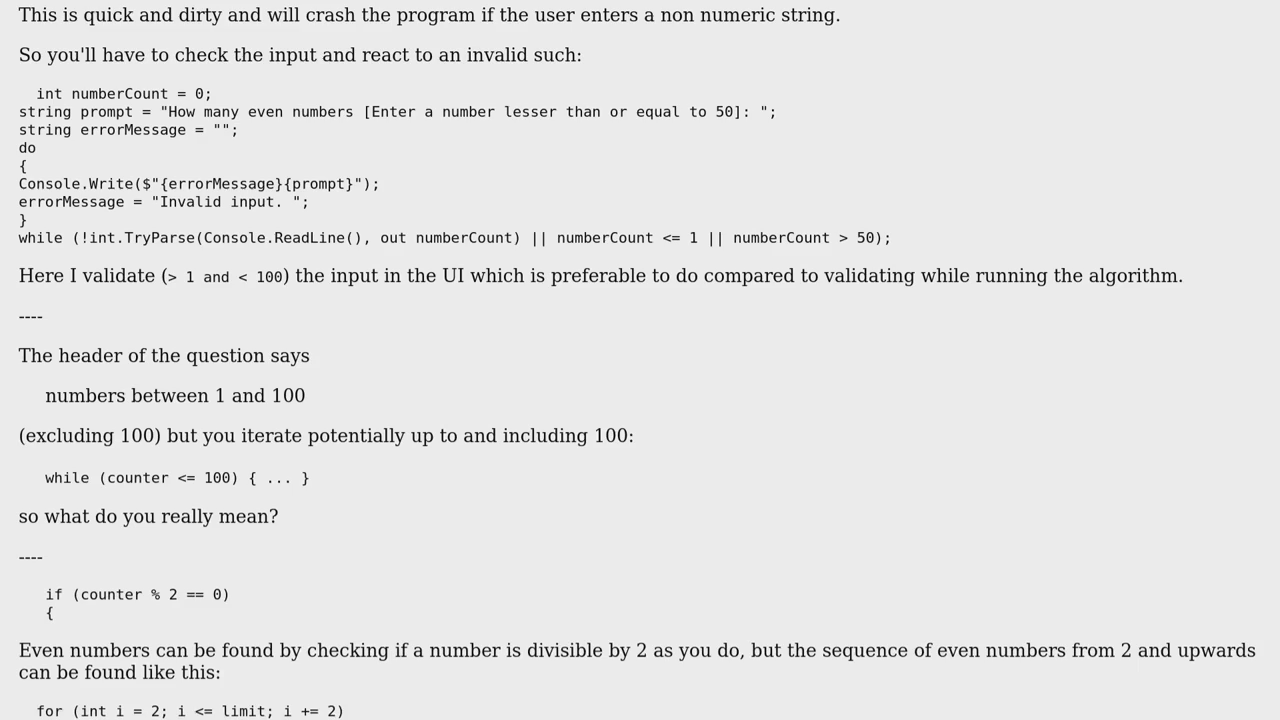 This is quick and dirty and will crash the program if the user enters a non numeric string.
So you'll have to check the input and react to an invalid such:
int numberCount = 0;
string prompt = "How many even numbers [Enter a number lesser than or equal to 50]: ";
string errorMessage = "";
do
{
Console.Write($"{errorMessage}{prompt}");
errorMessage = "Invalid input. ";
}
while (!int.TryParse(Console.ReadLine(), out numberCount) || numberCount <= 1 || numberCount > 50);
Here I validate (> 1 and < 100) the input in the UI which is preferable to do compared to validating while running the algorithm.
----
The header of the question says
numbers between 1 and 100
(excluding 100) but you iterate potentially up to and including 100:
while (counter <= 100) { ... }
so what do you really mean?
----
if (counter % 2 == 0)
{
Even numbers can be found by checking if a number is divisible by 2 as you do, but the sequence of even numbers from 2 and upwards
can be found like this:
for (int i = 2; i <= limit; i += 2)